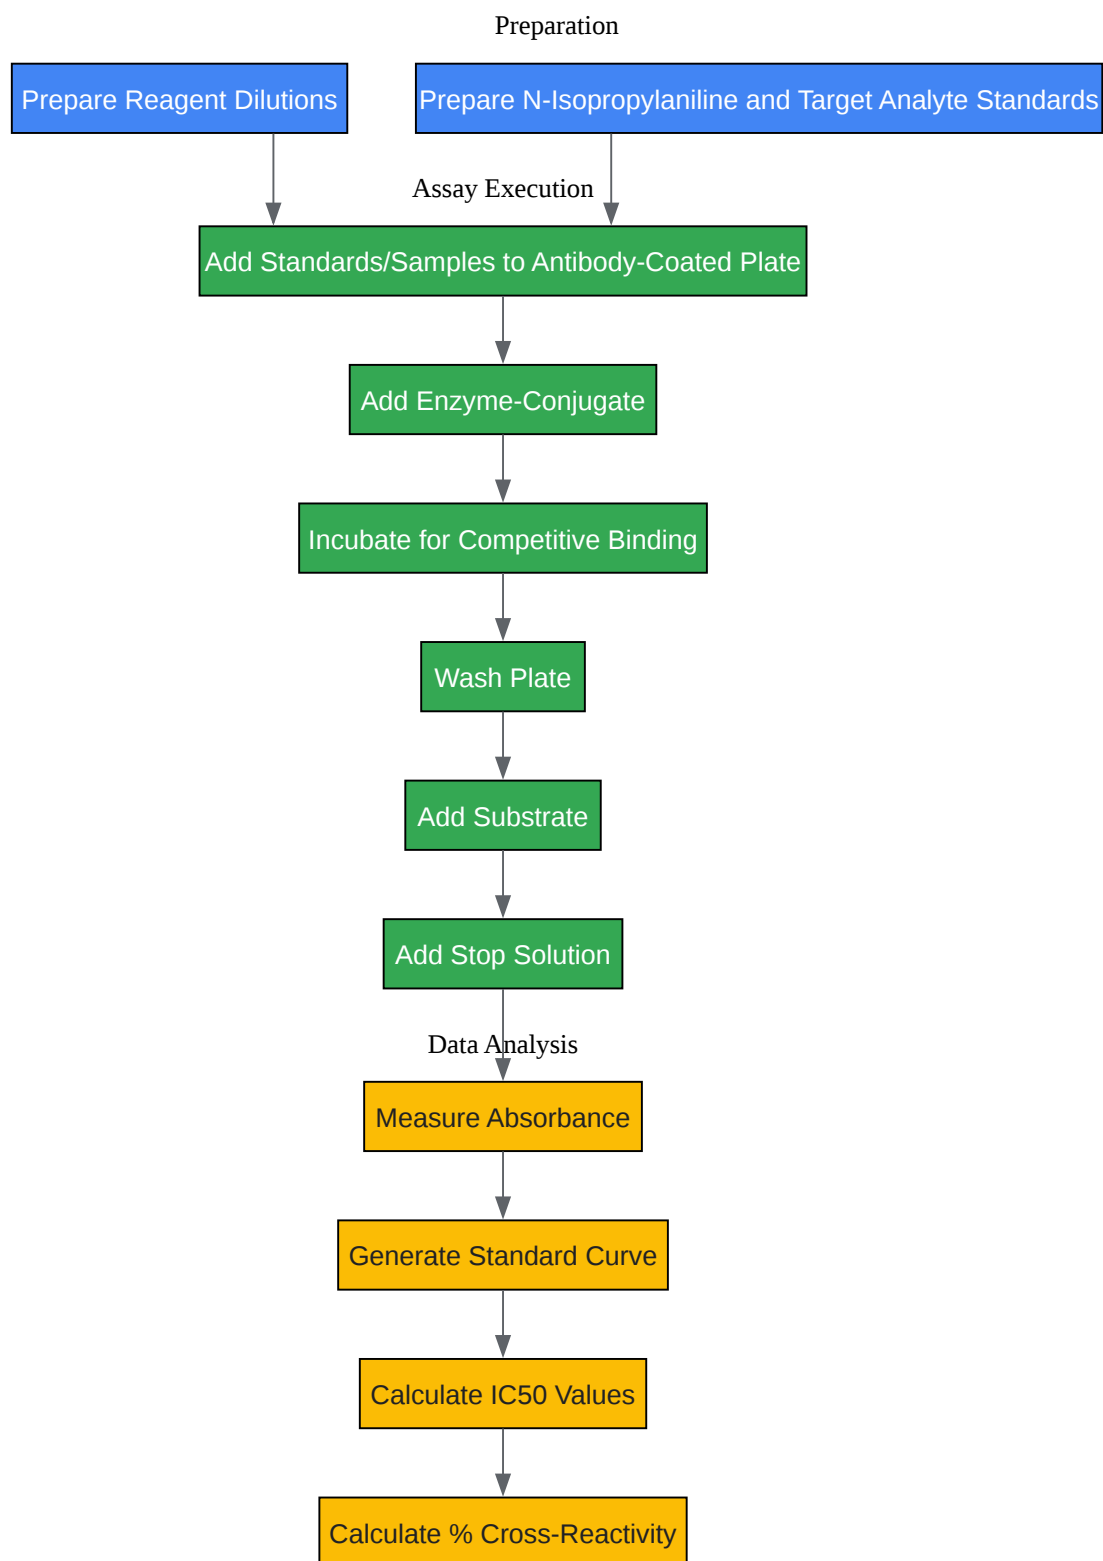 Preparation
Prepare Reagent Dilutions
Prepare N-Isopropylaniline and Target Analyte Standards
Assay Execution
Add Standards/Samples to Antibody-Coated Plate
Add Enzyme-Conjugate
Incubate for Competitive Binding
Wash Plate
Add Substrate
Add Stop Solution
Data Analysis
Measure Absorbance
Generate Standard Curve
Calculate IC50 Values
Calculate % Cross-Reactivity